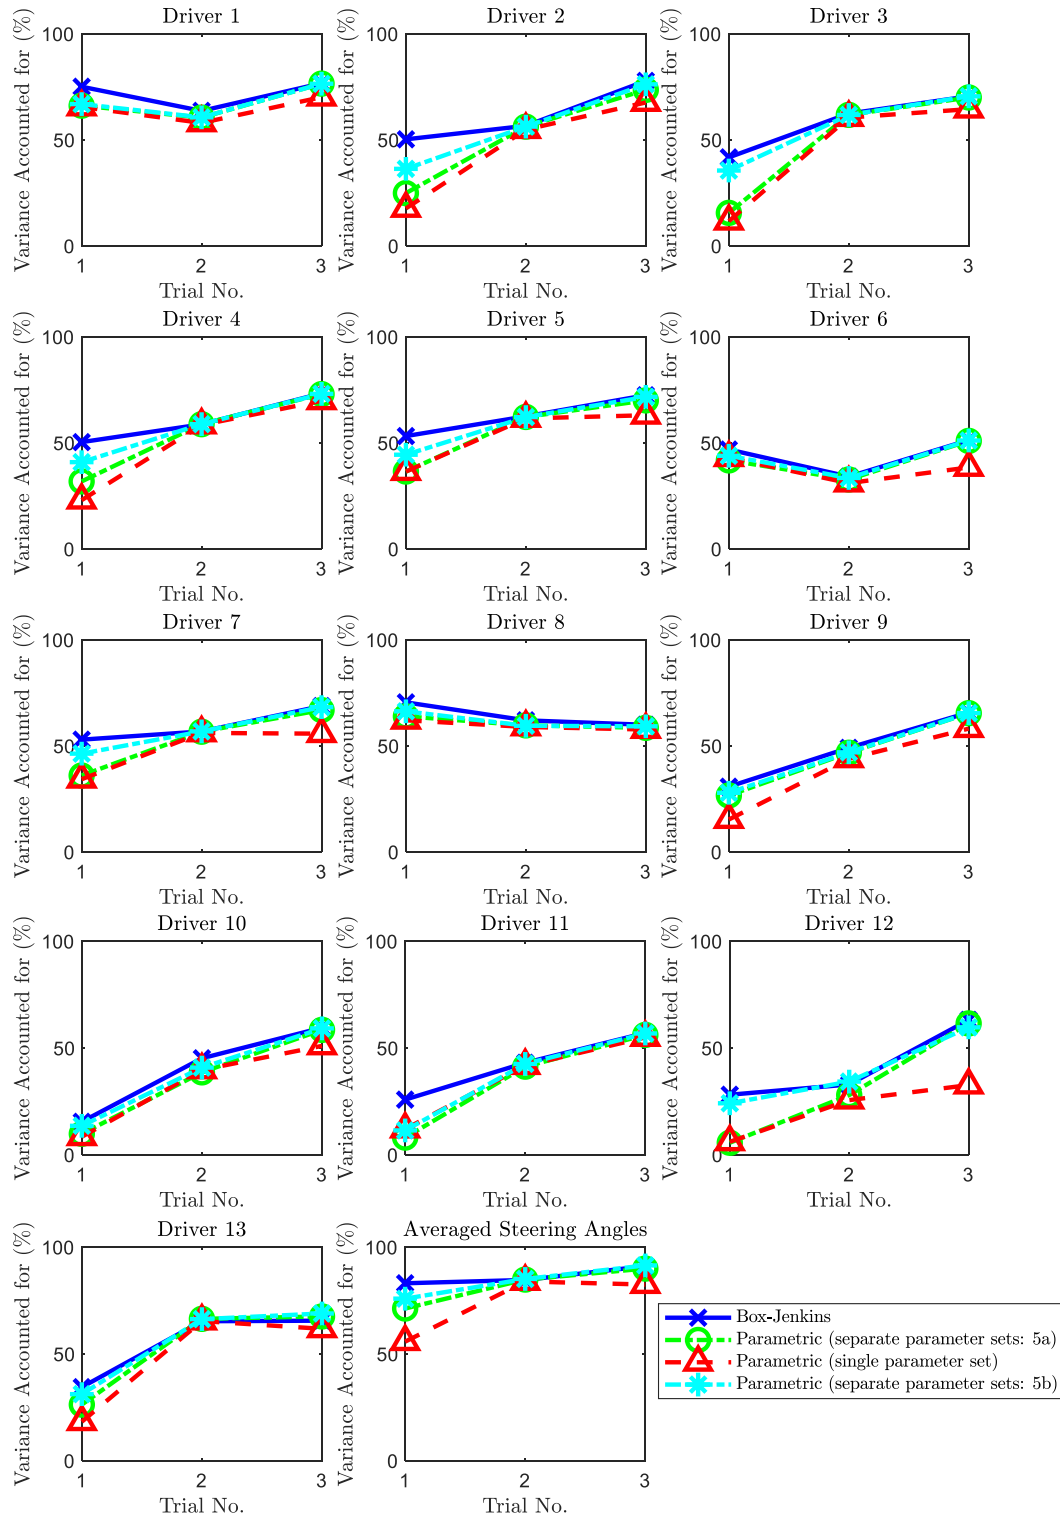 Driver 1
Variance Accounted for (%)
100
50
0
1 2 3
Trial No.
Driver 2
Variance Accounted for (%)
100
50
0
1 2 3
Trial No.
Driver 3
Variance Accounted for (%)
100
50
0
1 2 3
Trial No.
Driver 4
Variance Accounted for (%)
100
50
0
1 2 3
Trial No.
Driver 5
Variance Accounted for (%)
100
50
0
1 2 3
Trial No.
Driver 6
Variance Accounted for (%)
100
50
0
1 2 3
Trial No.
Driver 7
Variance Accounted for (%)
100
50
0
1 2 3
Trial No.
Driver 8
Variance Accounted for (%)
100
50
0
1 2 3
Trial No.
Driver 9
Variance Accounted for (%)
100
50
0
1 2 3
Trial No.
Driver 10
Variance Accounted for (%)
100
50
0
1 2 3
Trial No.
Driver 11
Variance Accounted for (%)
100
50
0
1 2 3
Trial No.
Driver 12
Variance Accounted for (%)
100
50
0
1 2 3
Trial No.
Driver 13
Variance Accounted for (%)
100
50
0
1 2 3
Trial No.
Averaged Steering Angles
Variance Accounted for (%)
100
50
0
1 2 3
Trial No.
Box-Jenkins
Parametric (separate parameter sets: 5a)
Parametric (single parameter set)
Parametric (separate parameter sets: 5b)